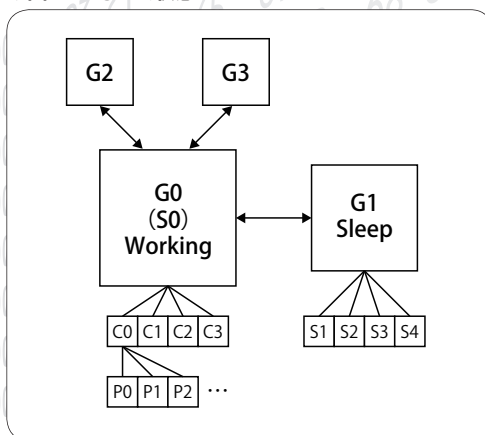 G2
G3
G0
(S0)
Working
G1
Sleep
C0 C1 C2 C3
S1 S2 S3 S4
P0 P1 P2 …